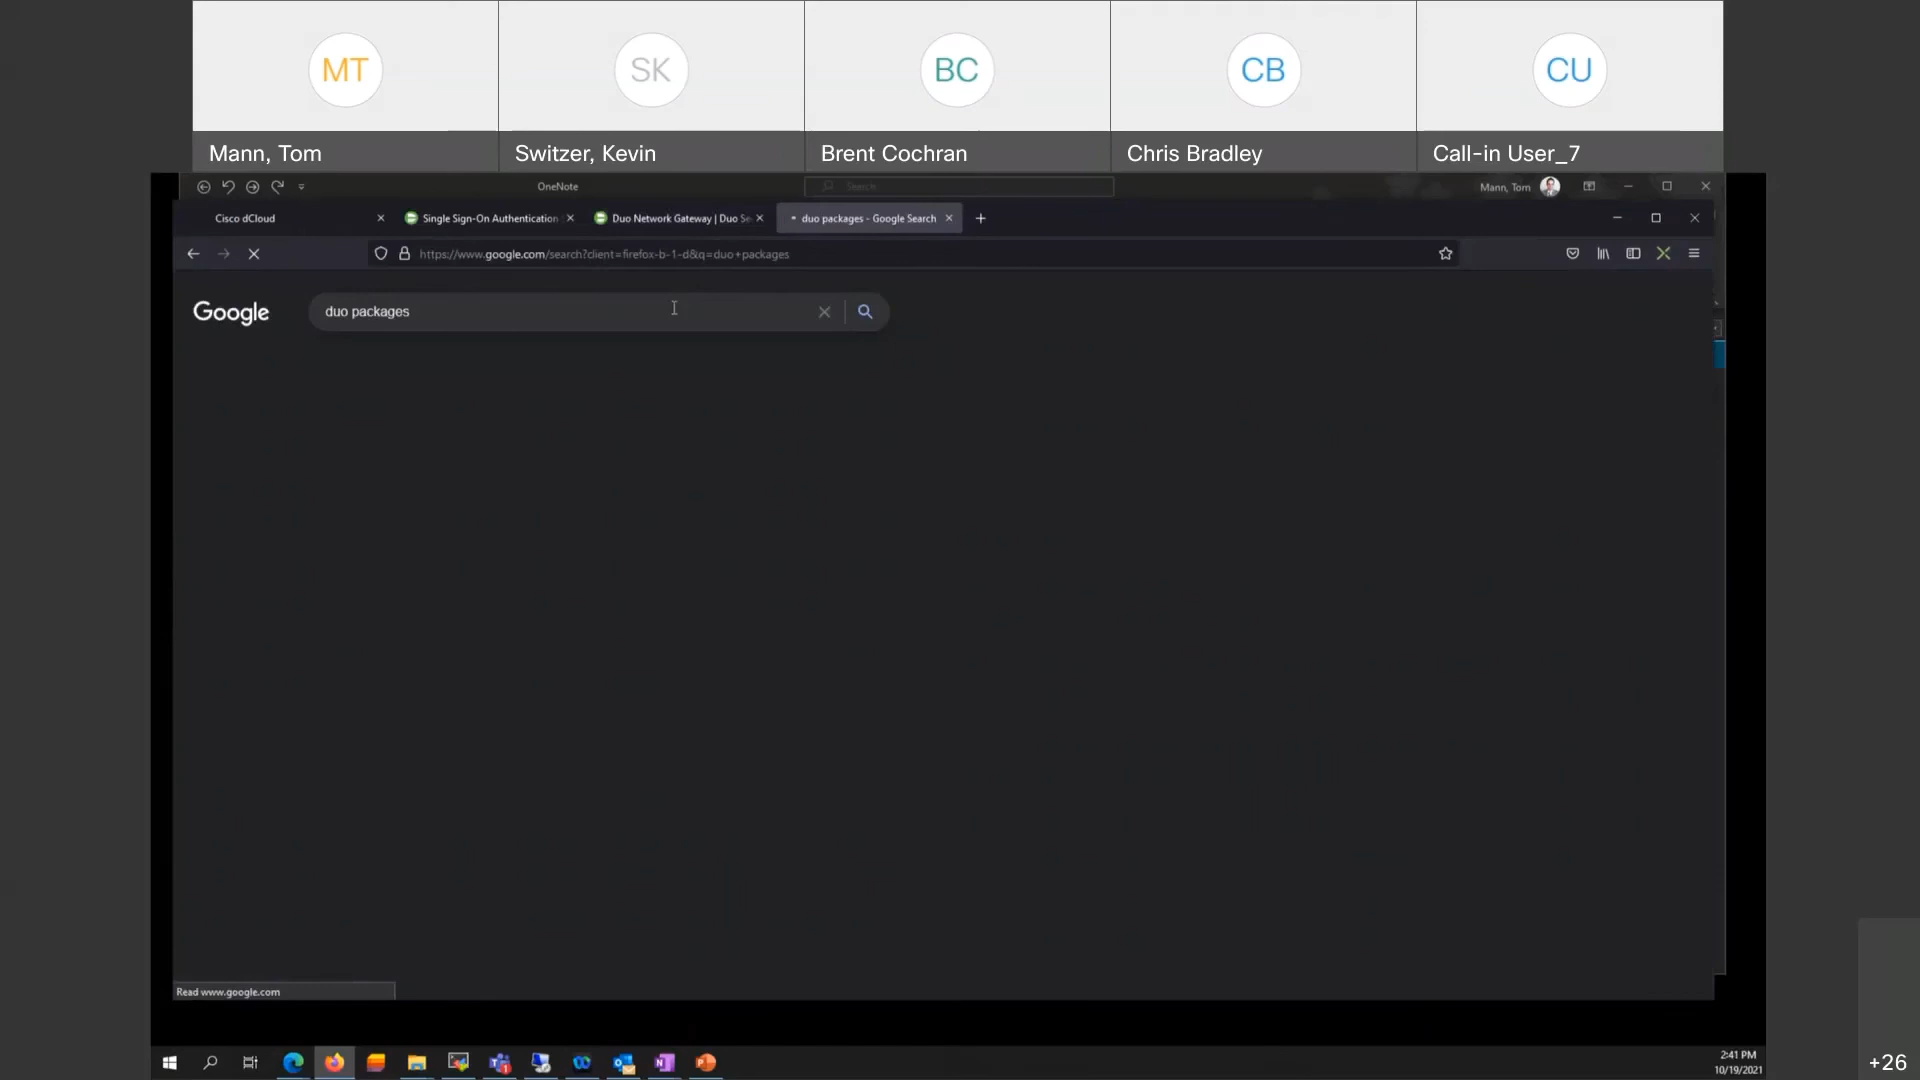 MT SK BC CB CU
Mann, Tom Switzer, Kevin Brent Cochran Chris Bradley Call-in User_7
OneNote Search Mann, Tom
Cisco dCloud Single Sign-On Authentication Duo Network Gateway | Duo Se duo packages - Google Search
https://www.google.com/search?client=firefox-b-1-d&q=duo+packages
Google duo packages
Read www.google.com
2:41 PM
10/19/2021
+26